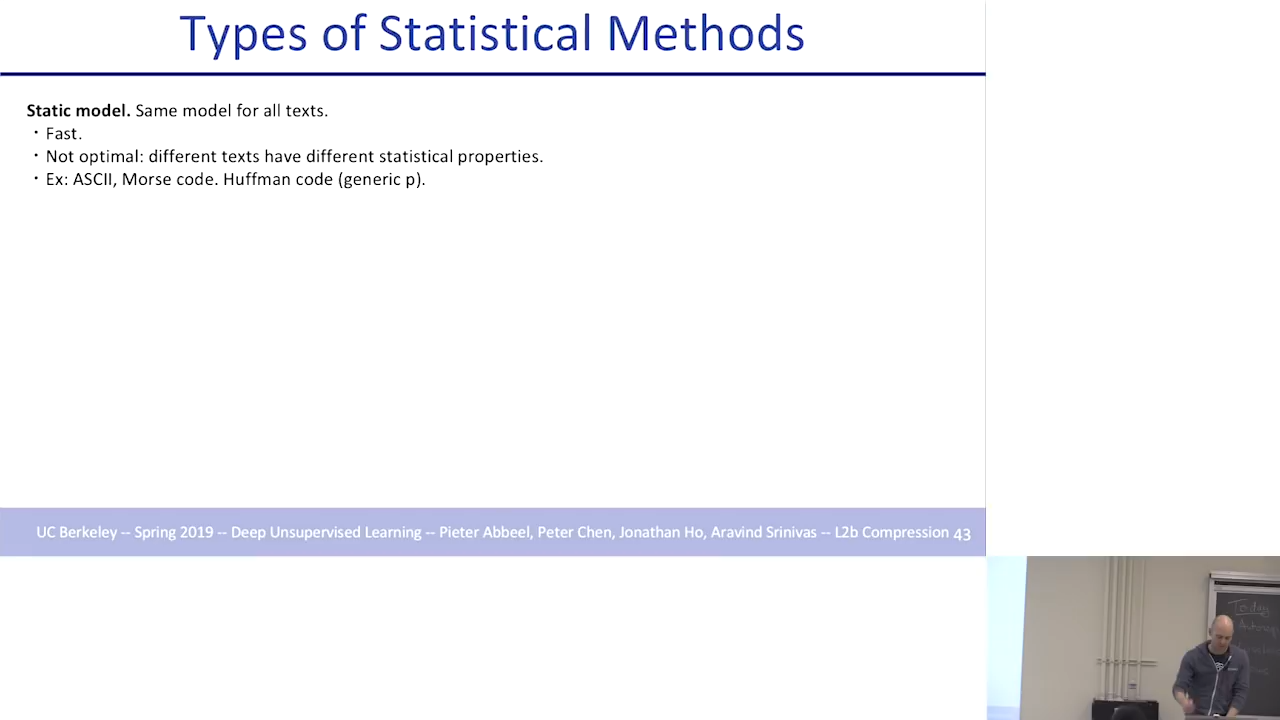 Types of Statistical Methods
Static model. Same model for all texts.
· Fast.
· Not optimal: different texts have different statistical properties.
· Ex: ASCII, Morse code. Huffman code (generic p).
UC Berkeley -- Spring 2019 -- Deep Unsupervised Learning -- Pieter Abbeel, Peter Chen, Jonathan Ho, Aravind Srinivas -- L2b Compression 43
Today